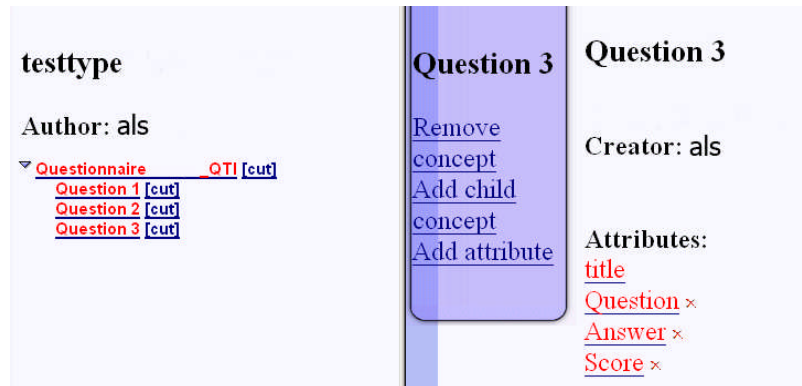 testtype
Author: als
Questionnaire _QTI [cut]
Question 1 [cut]
Question 2 [cut]
Question 3 [cut]
Question 3
Remove
concept
Add child
concept
Add attribute
Question 3
Creator: als
Attributes:
title
Question ×
Answer ×
Score ×